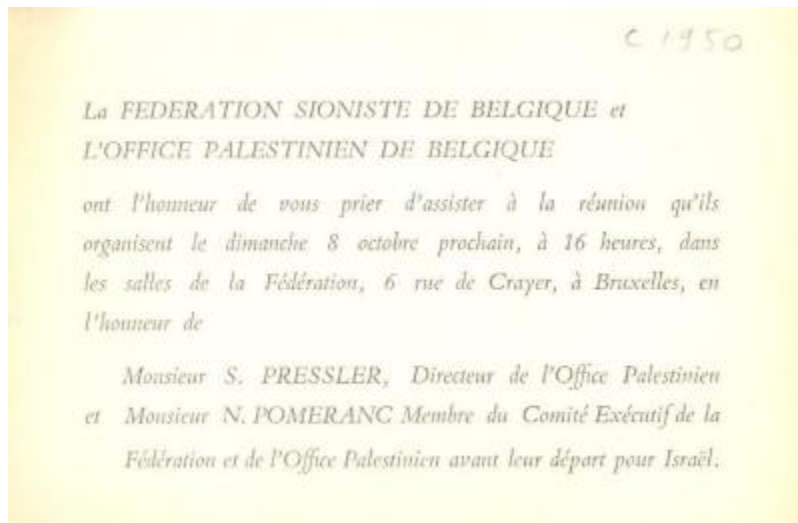 C 1950
La FEDERATION SIONISTE DE BELGIQUE et
L'OFFICE PALESTINIEN DE BELGIQUE
ont l'honneur de vous prier d'assister à la réunion qu'ils
organisent le dimanche 8 octobre prochain, à 16 heures, dans
les salles de la Fédération, 6 rue de Crayer, à Bruxelles, en
l'honneur de
Monsieur S. PRESSLER, Directeur de l'Office Palestinien
et Monsieur N. POMERANC Membre du Comité Exécutif de la
Fédération et de l'Office Palestinien avant leur départ pour Israël.